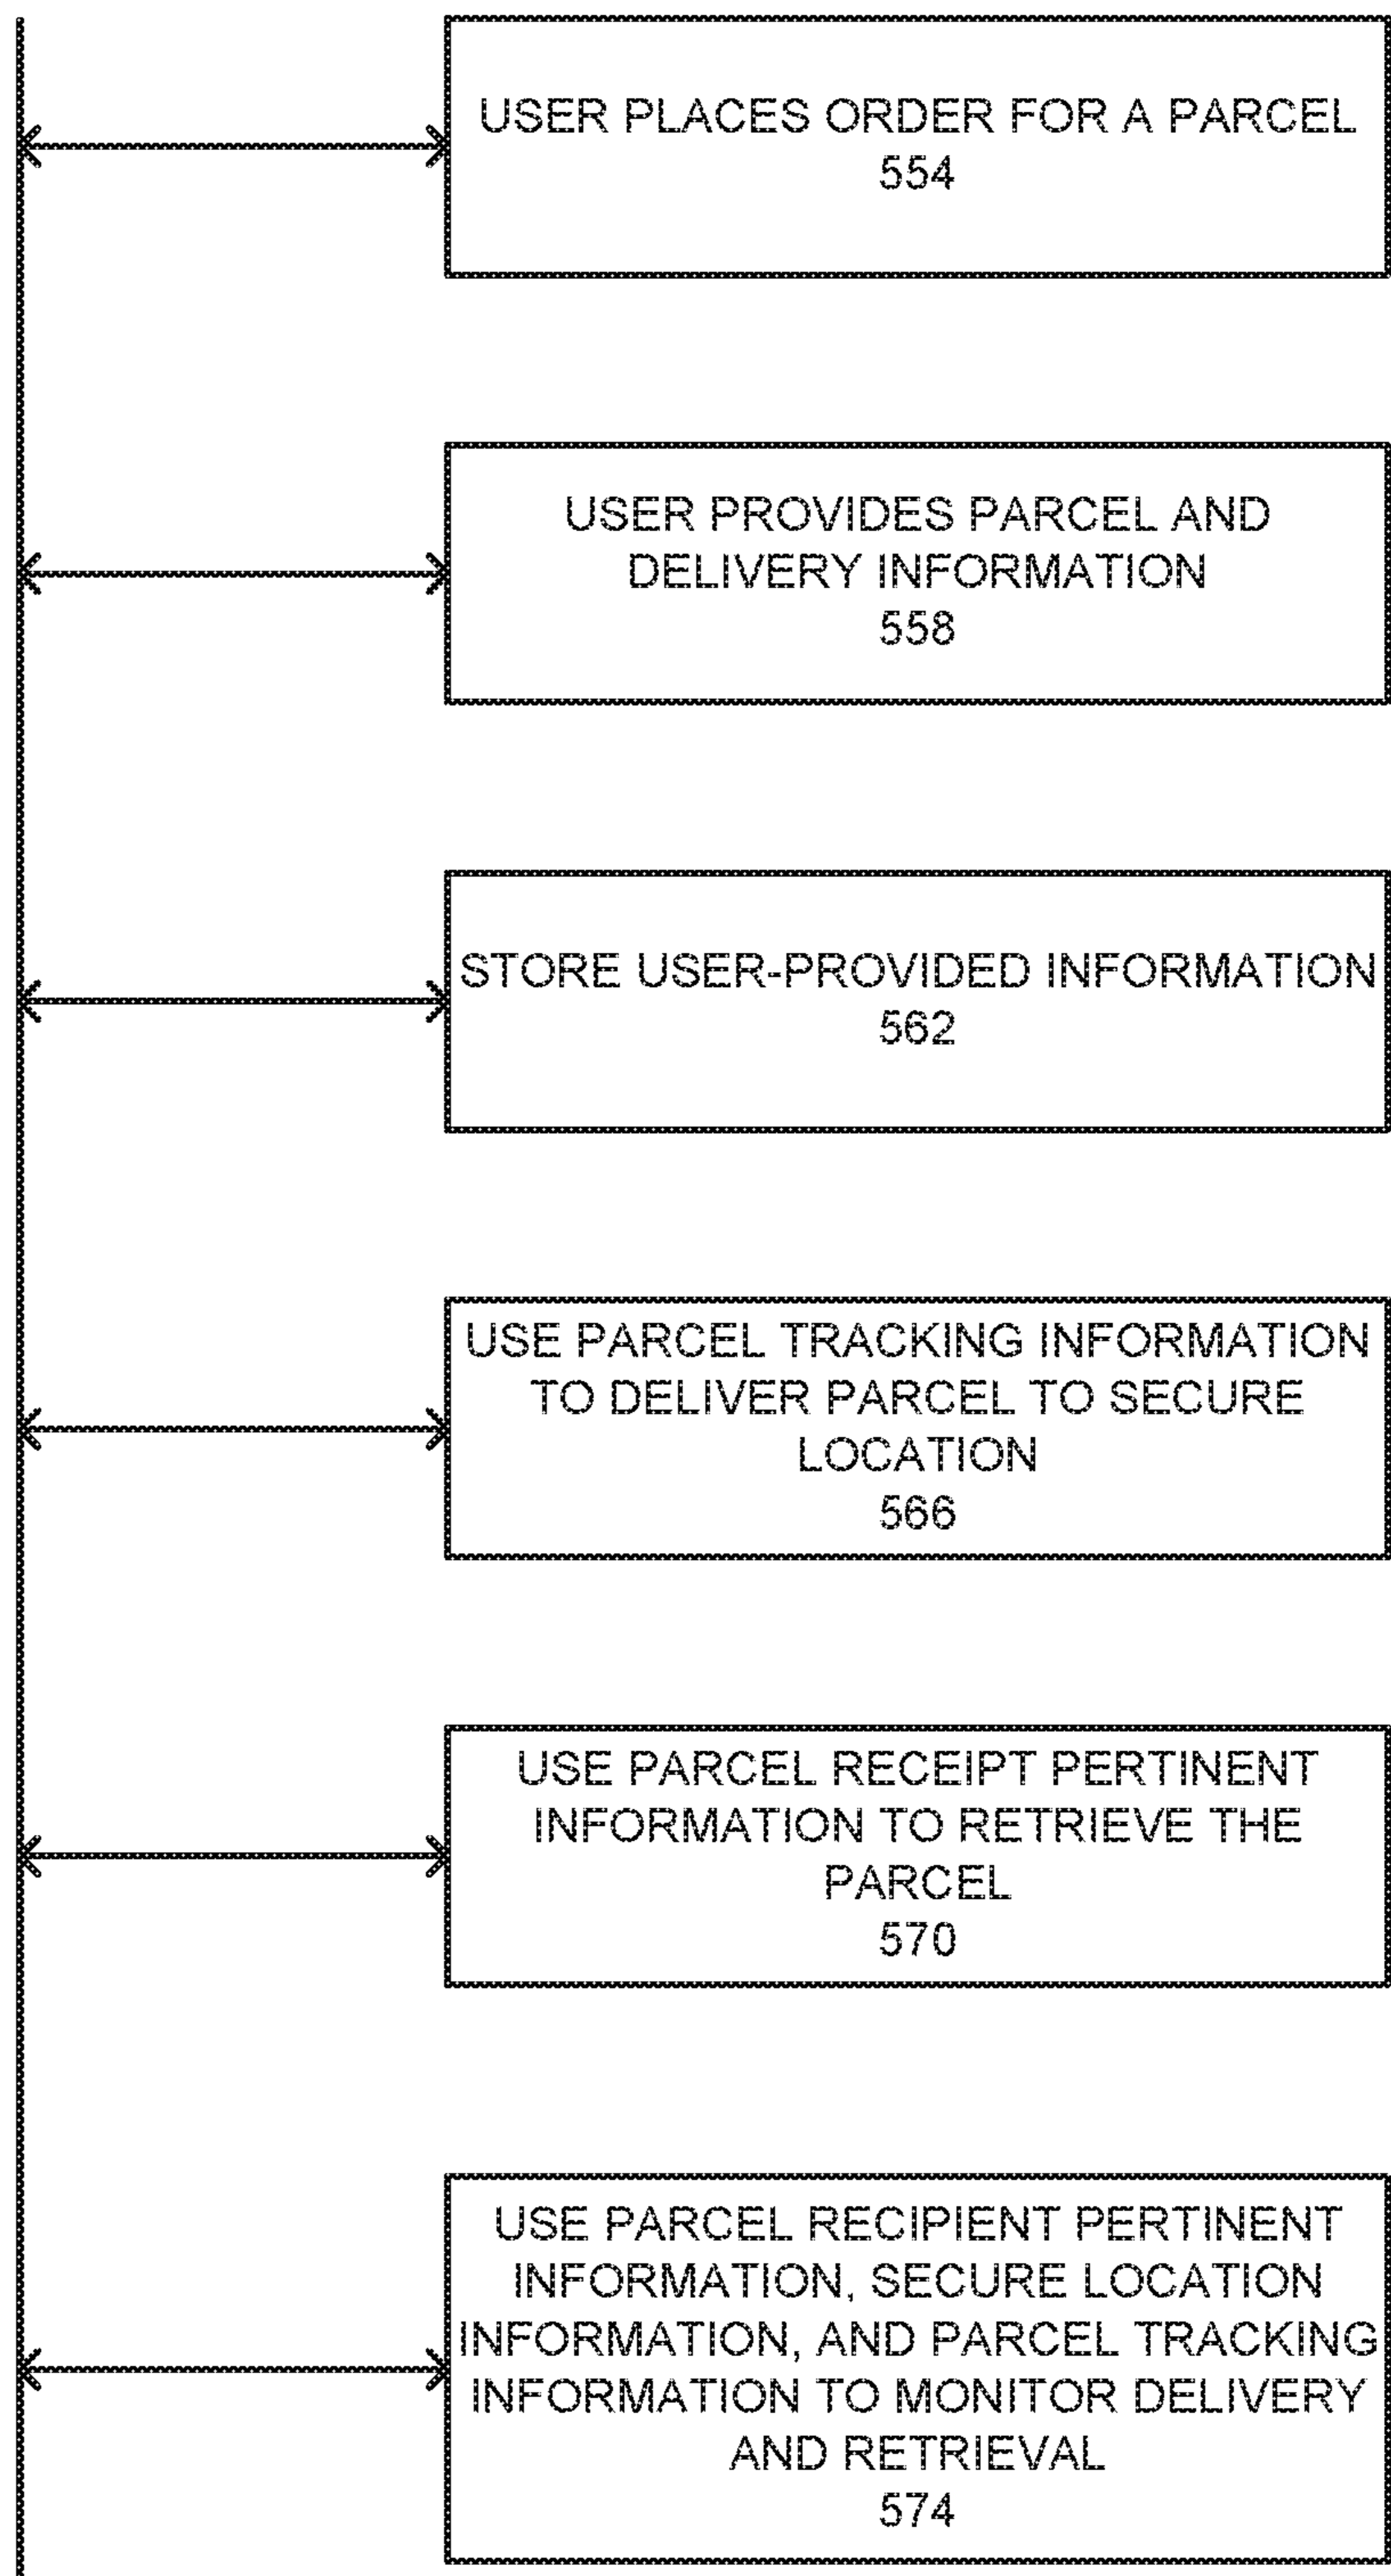 USER PLACES ORDER FOR A PARCEL
554
USER PROVIDES PARCEL AND
DELIVERY INFORMATION
558
STORE USER-PROVIDED INFORMATION
562
USE PARCEL TRACKING INFORMATION
TO DELIVER PARCEL TO SECURE
LOCATION
566
USE PARCEL RECEIPT PERTINENT
INFORMATION TO RETRIEVE THE
PARCEL
570
USE PARCEL RECIPIENT PERTINENT
INFORMATION, SECURE LOCATION
INFORMATION, AND PARCEL TRACKING
INFORMATION TO MONITOR DELIVERY
AND RETRIEVAL
574